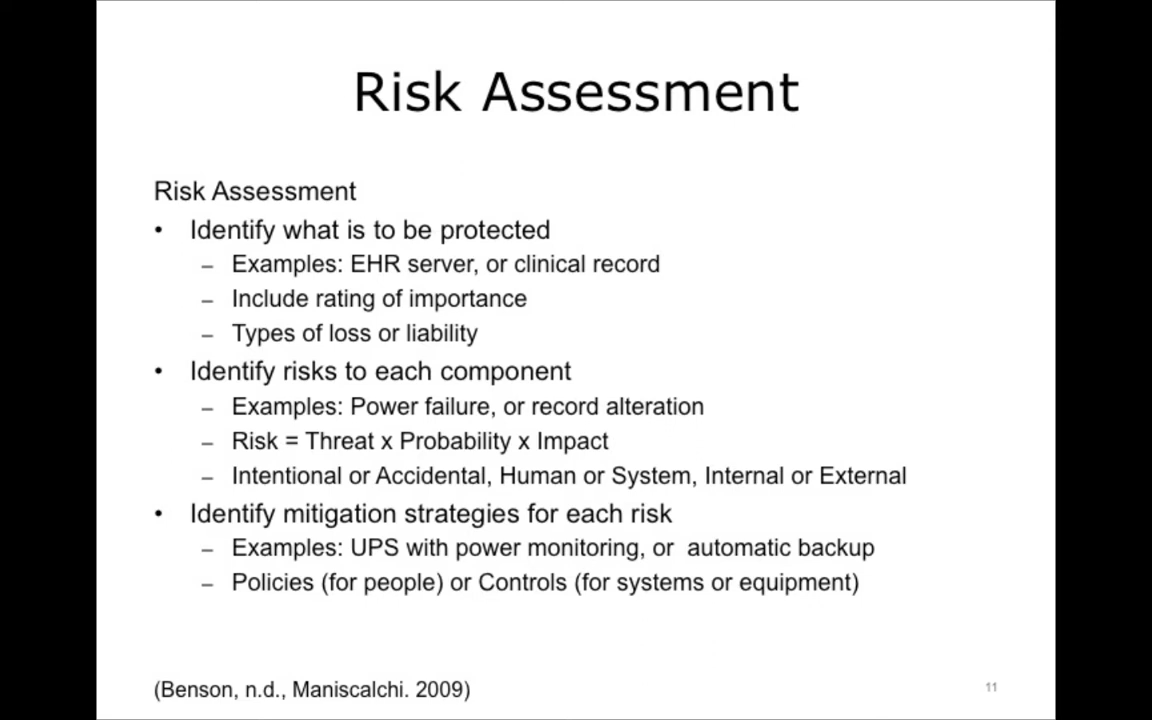 Risk Assessment
Risk Assessment
• Identify what is to be protected
– Examples: EHR server, or clinical record
– Include rating of importance
– Types of loss or liability
• Identify risks to each component
– Examples: Power failure, or record alteration
– Risk = Threat x Probability x Impact
– Intentional or Accidental, Human or System, Internal or External
• Identify mitigation strategies for each risk
– Examples: UPS with power monitoring, or  automatic backup
– Policies (for people) or Controls (for systems or equipment)
(Benson, n.d., Maniscalchi. 2009)
11